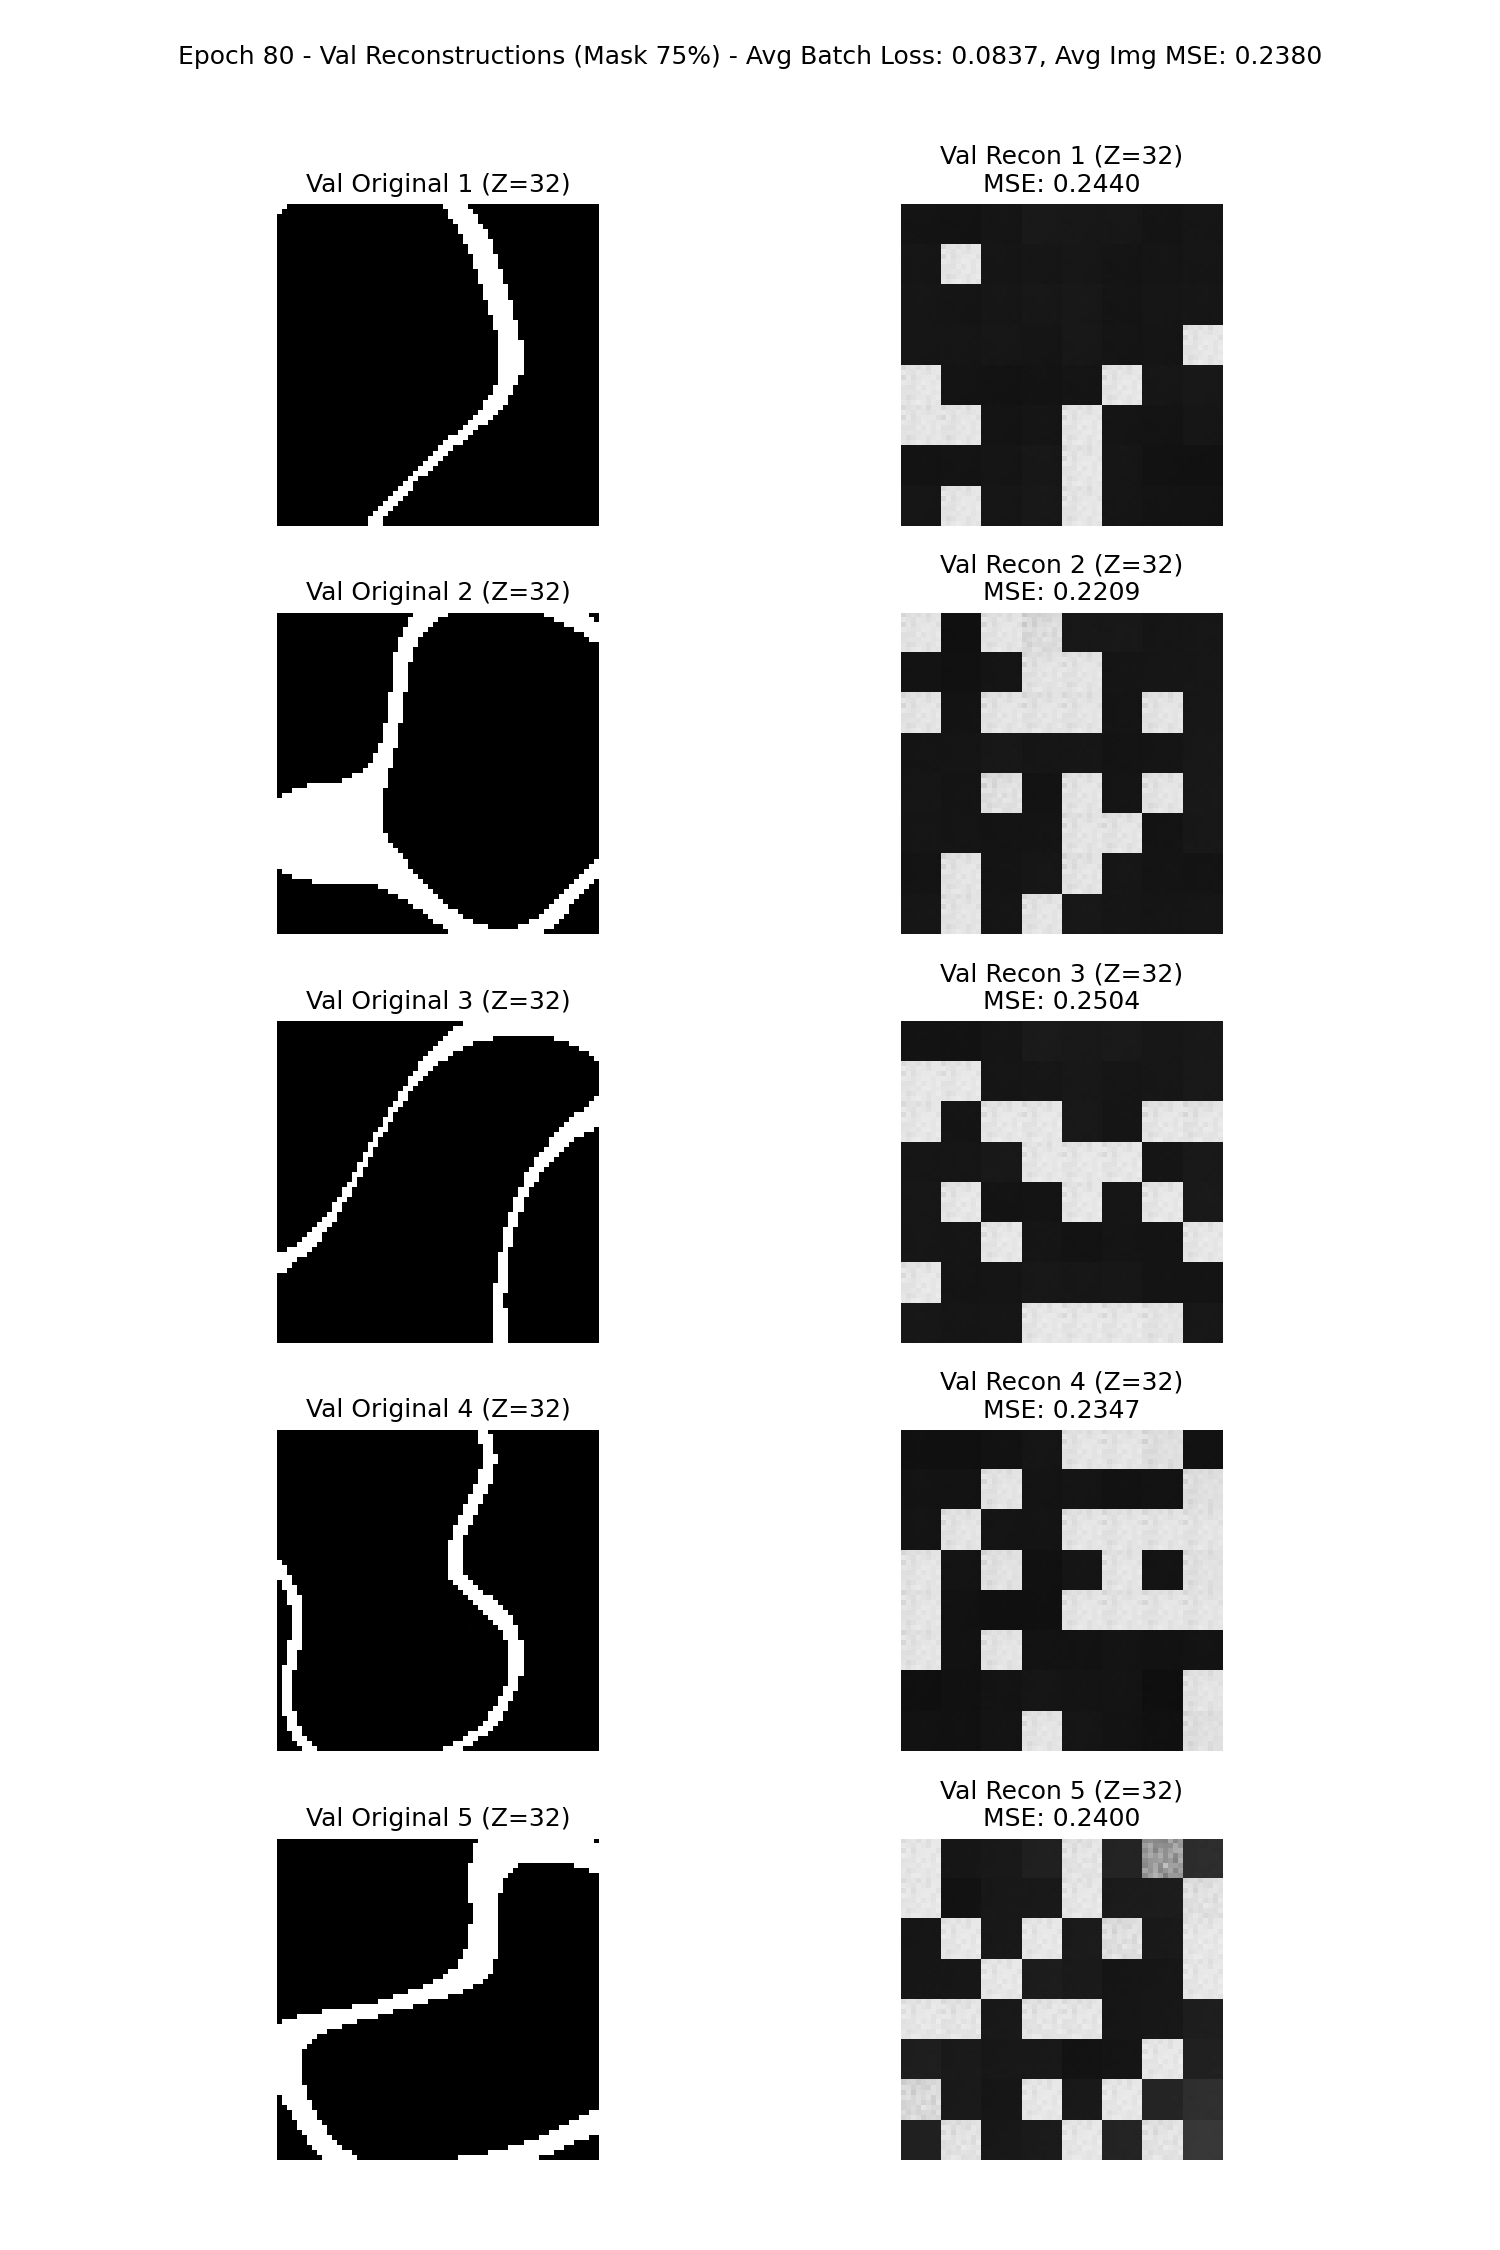 Epoch 80 - Val Reconstructions (Mask 75%) - Avg Batch Loss: 0.0837, Avg Img MSE: 0.2380
Val Original 1 (Z=32)
Val Recon 1 (Z=32)
MSE: 0.2440
Val Original 2 (Z=32)
Val Recon 2 (Z=32)
MSE: 0.2209
Val Original 3 (Z=32)
Val Recon 3 (Z=32)
MSE: 0.2504
Val Original 4 (Z=32)
Val Recon 4 (Z=32)
MSE: 0.2347
Val Original 5 (Z=32)
Val Recon 5 (Z=32)
MSE: 0.2400